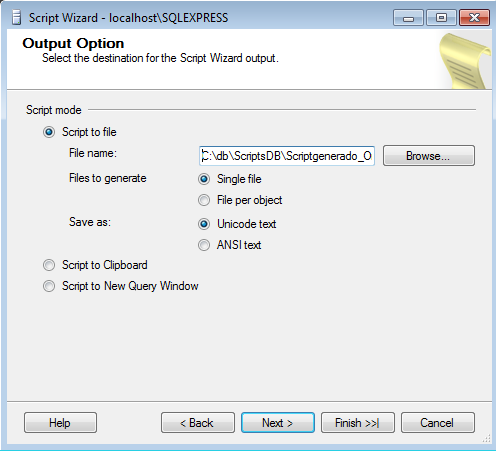 Script Wizard - localhost\SQLEXPRESS
Output Option
Select the destination for the Script Wizard output.
Script mode
Script to file
File name: C:\db\ScriptsDB\Scriptgenerado_O Browse...
Files to generate Single file
File per object
Save as: Unicode text
ANSI text
Script to Clipboard
Script to New Query Window
Help < Back Next > Finish >>| Cancel